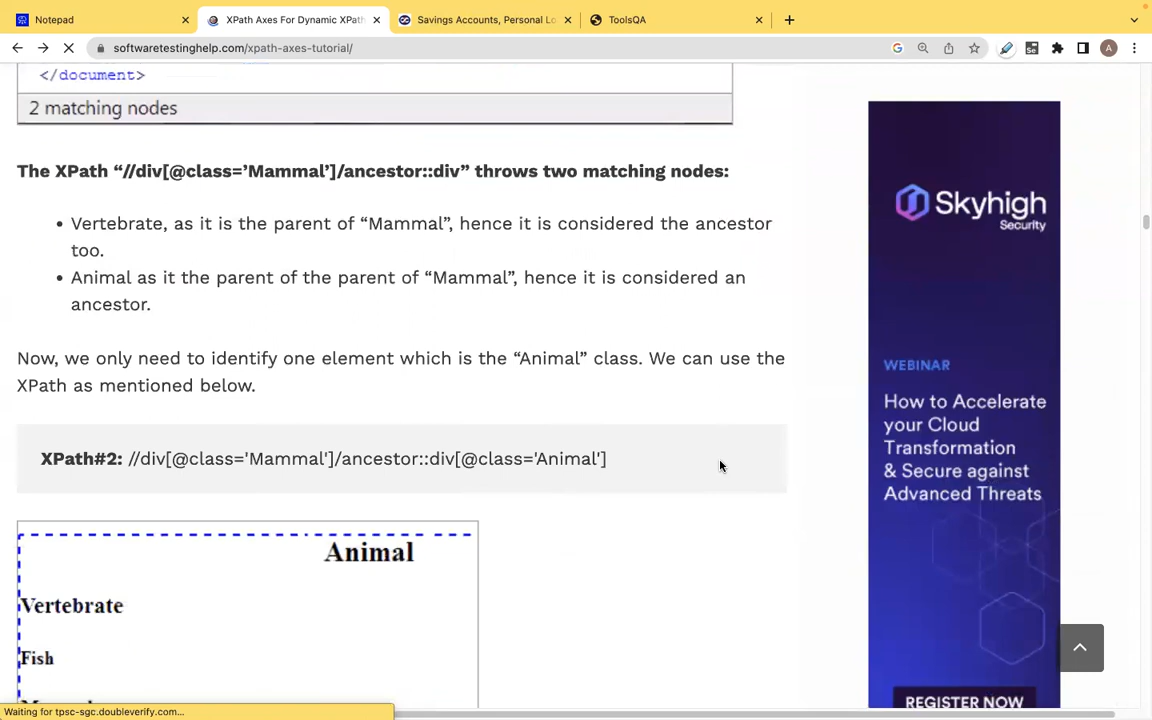 Notepad
XPath Axes For Dynamic XPath
Savings Accounts, Personal Lo
ToolsQA
softwaretestinghelp.com/xpath-axes-tutorial/
A
</document>
2 matching nodes
The XPath “//div[@class=’Mammal’]/ancestor::div” throws two matching nodes:
• Vertebrate, as it is the parent of “Mammal”, hence it is considered the ancestor
too.
• Animal as it the parent of the parent of “Mammal”, hence it is considered an
ancestor.
Now, we only need to identify one element which is the “Animal” class. We can use the
XPath as mentioned below.
XPath#2: //div[@class='Mammal']/ancestor::div[@class='Animal']
Animal
Vertebrate
Fish
Waiting for tpsc-sgc.doubleverify.com...
Skyhigh
Security
WEBINAR
How to Accelerate
your Cloud
Transformation
& Secure against
Advanced Threats
REGISTER NOW